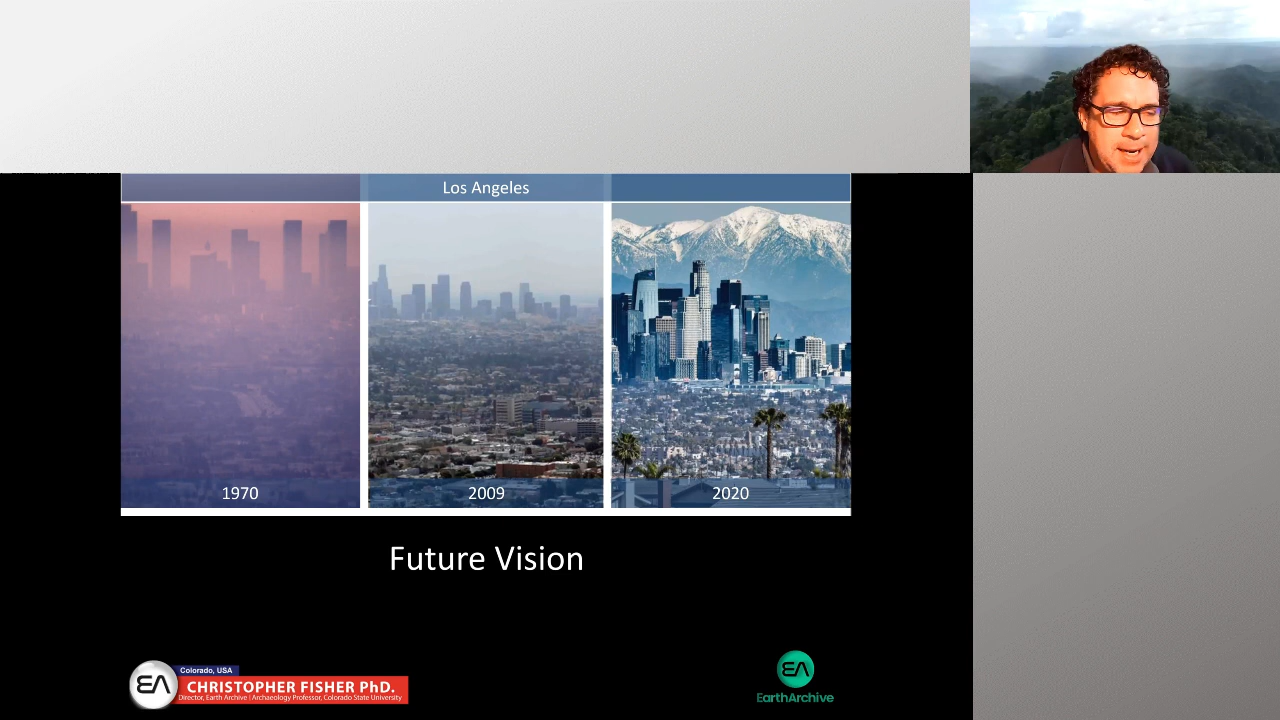 Los Angeles
1970
2009
2020
Future Vision
Colorado, USA
EA
CHRISTOPHER FISHER PhD.
Director, Earth Archive | Archaeology Professor, Colorado State University
EA
EarthArchive